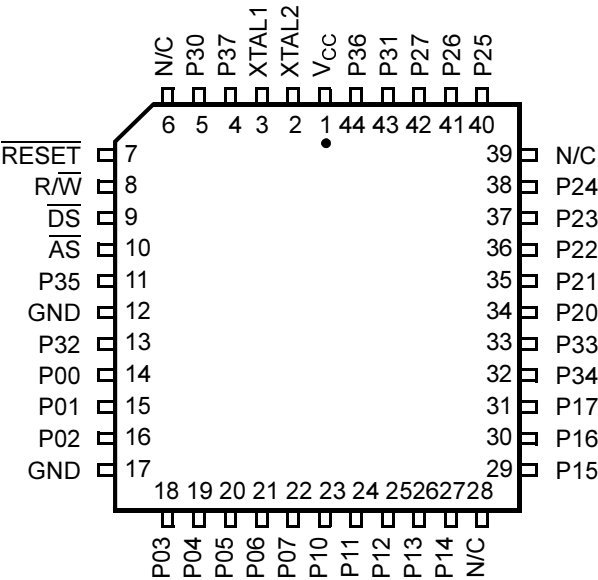 N/C P30 P37 XTAL1 XTAL2 VCC P36 P31 P27 P26 P25
6 5 4 3 2 1 44 43 42 41 40
RESET 7 39 N/C
R/W 8 38 P24
DS 9 37 P23
AS 10 36 P22
P35 11 35 P21
GND 12 34 P20
P32 13 33 P33
P00 14 32 P34
P01 15 31 P17
P02 16 30 P16
GND 17 29 P15
18 19 20 21 22 23 24 25 26 27 28
P03 P04 P05 P06 P07 P10 P11 P12 P13 P14 N/C